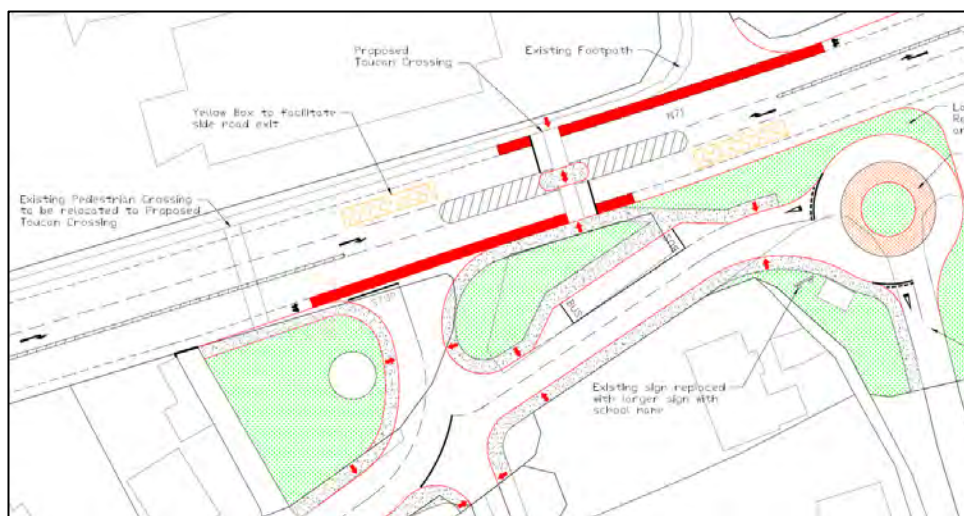 Proposed
Toucan Crossing
Existing Footpath
Yellow Box to facilitate
side road exit
N71
Existing Pedestrian Crossing
to be relocated to Proposed
Toucan Crossing
STOP
BUS
BUS
Existing sign replaced
with larger sign with
school name